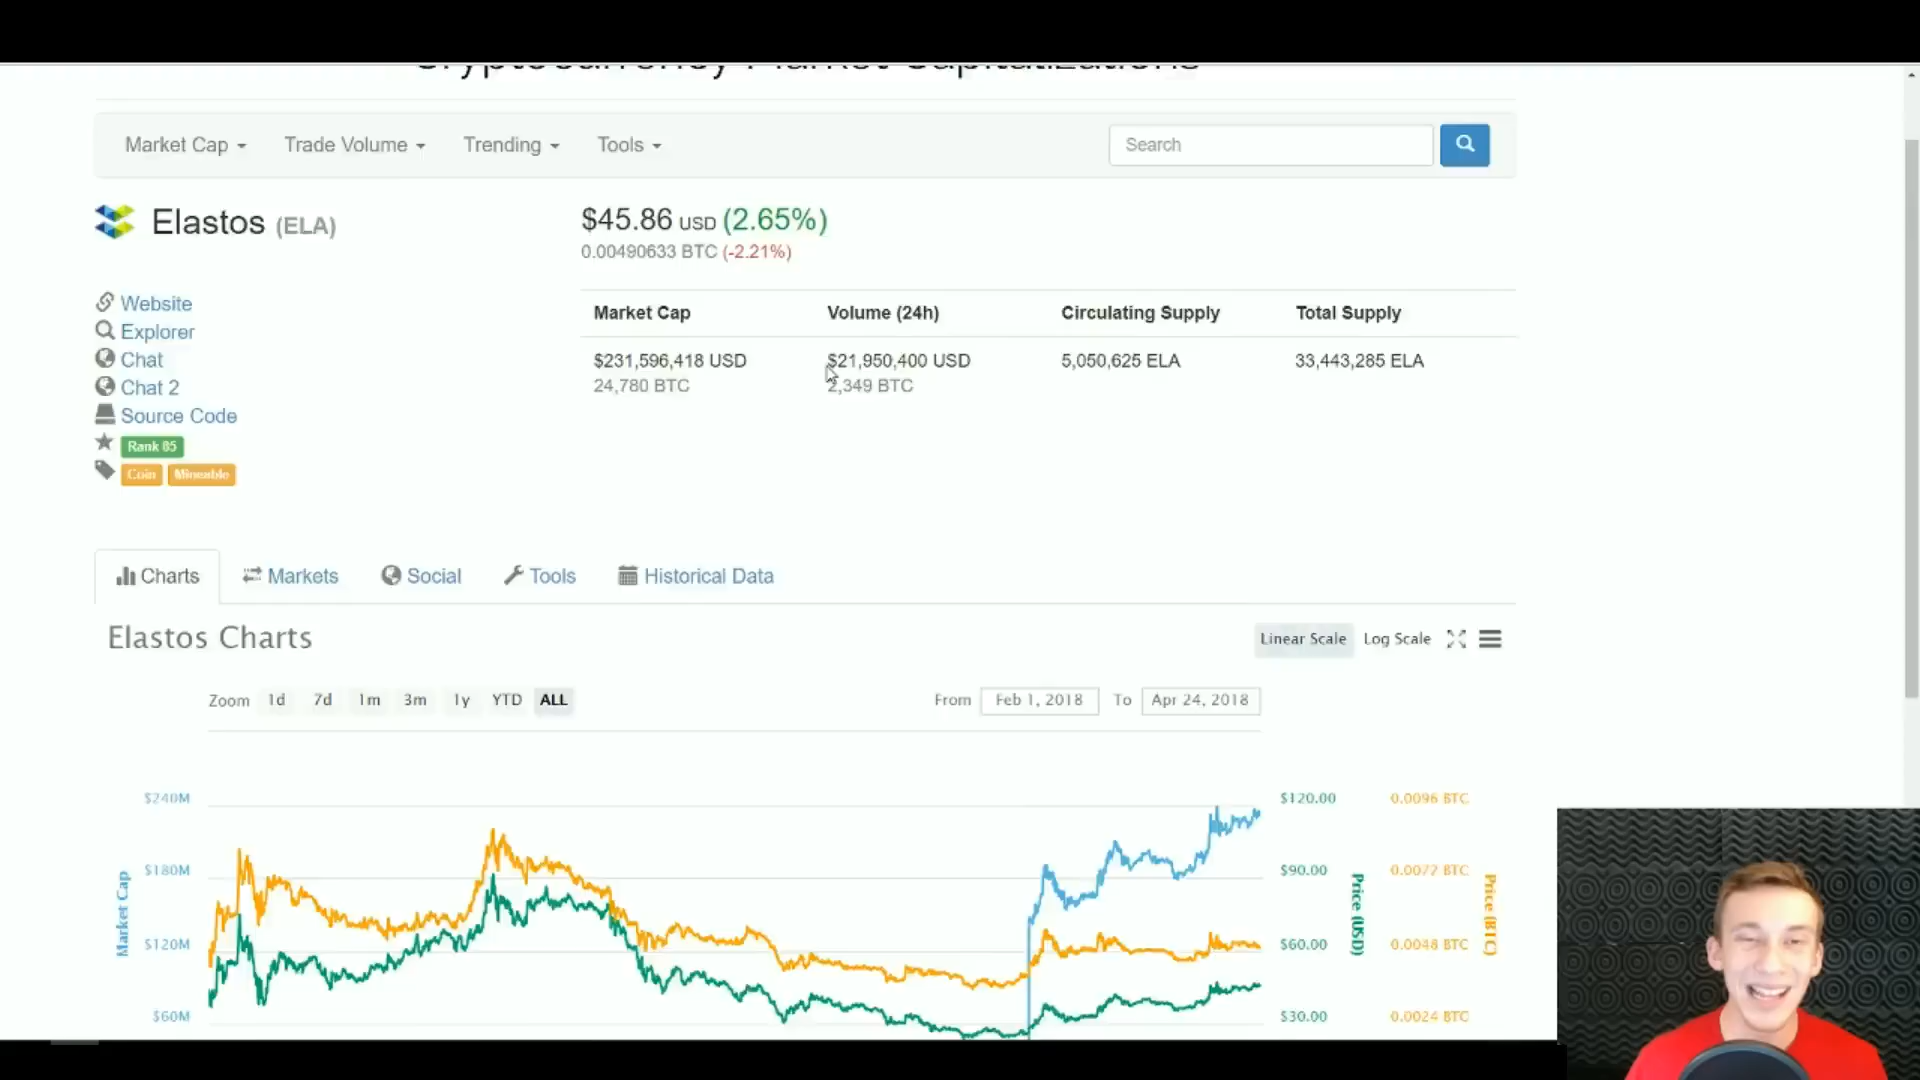 Cryptocurrency Market Capitalizations
Market Cap Trade Volume Trending Tools Search
Elastos (ELA)
$45.86 USD (2.65%)
0.00490633 BTC (-2.21%)
Market Cap Volume (24h) Circulating Supply Total Supply
$231,596,418 USD $21,950,400 USD 5,050,625 ELA 33,443,285 ELA
24,780 BTC 2,349 BTC
Website
Explorer
Chat
Chat 2
Source Code
Rank 85
Coin Mineable
Charts Markets Social Tools Historical Data
Elastos Charts
Linear Scale Log Scale
Zoom 1d 7d 1m 3m 1y YTD ALL From Feb 1, 2018 To Apr 24, 2018
$240M $120.00 0.0096 BTC
$180M $90.00 0.0072 BTC
Market Cap Price (USD) Price (BTC)
$120M $60.00 0.0048 BTC
$60M $30.00 0.0024 BTC